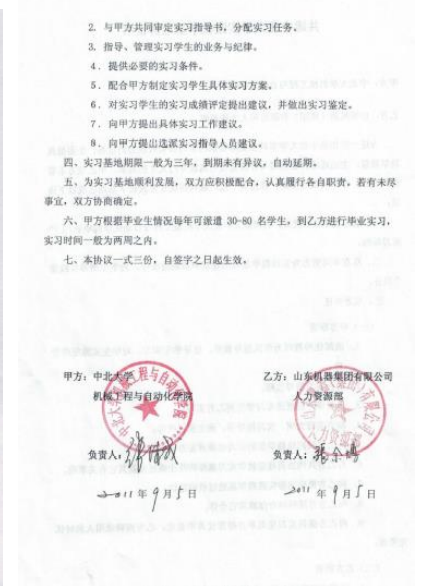 2. 与甲方共同审定实习指导书，分配实习任务。
3. 指导、管理实习学生的业务与纪律。
4. 提供必要的实习条件。
5. 配合甲方制定实习学生具体实习方案。
6. 对实习学生的实习成绩评定提出建议，并做出实习鉴定。
7. 向甲方提出具体实习工作建议。
8. 向甲方提出选派实习指导人员建议。
四、实习基地期限一般为三年，到期未有异议，自动延期。
五、为实习基地顺利发展，双方应积极配合，认真履行各自职责，若有未尽
事宜，双方协商确定。
六、甲方根据毕业生情况每年可派遣 30-80 名学生，到乙方进行毕业实习，
实习时间一般为两周之内。
七、本协议一式三份，自签字之日起生效。
甲方：中北大学
机械工程与自动化学院
负责人：
2011 年 9月5日
乙方：山东机器集团有限公司
人力资源部
负责人：
2011 年 9月5日